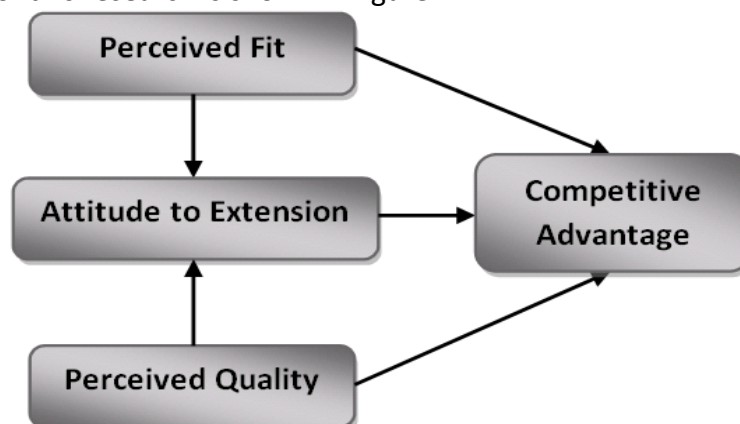 Perceived Fit
Attitude to Extension
Competitive
Advantage
Perceived Quality